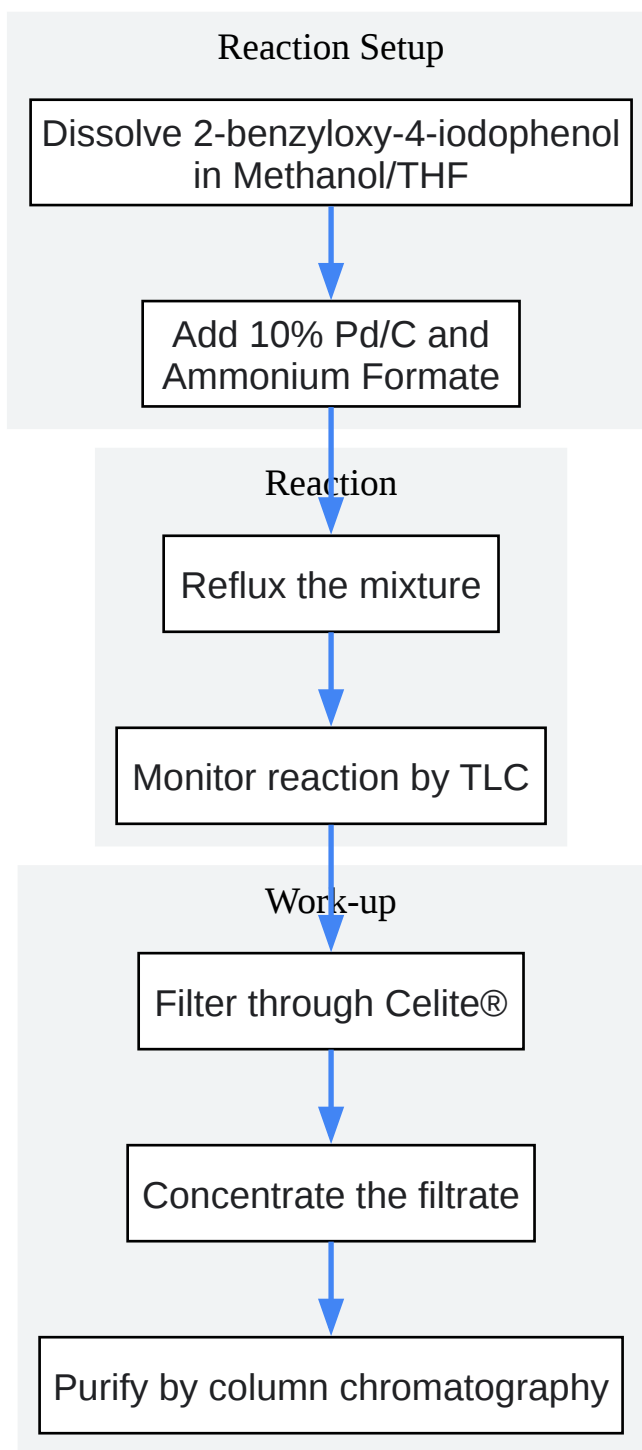 Reaction Setup
Dissolve 2-benzyloxy-4-iodophenol
in Methanol/THF
Add 10% Pd/C and
Ammonium Formate
Reaction
Reflux the mixture
Monitor reaction by TLC
Work-up
Filter through Celite®
Concentrate the filtrate
Purify by column chromatography